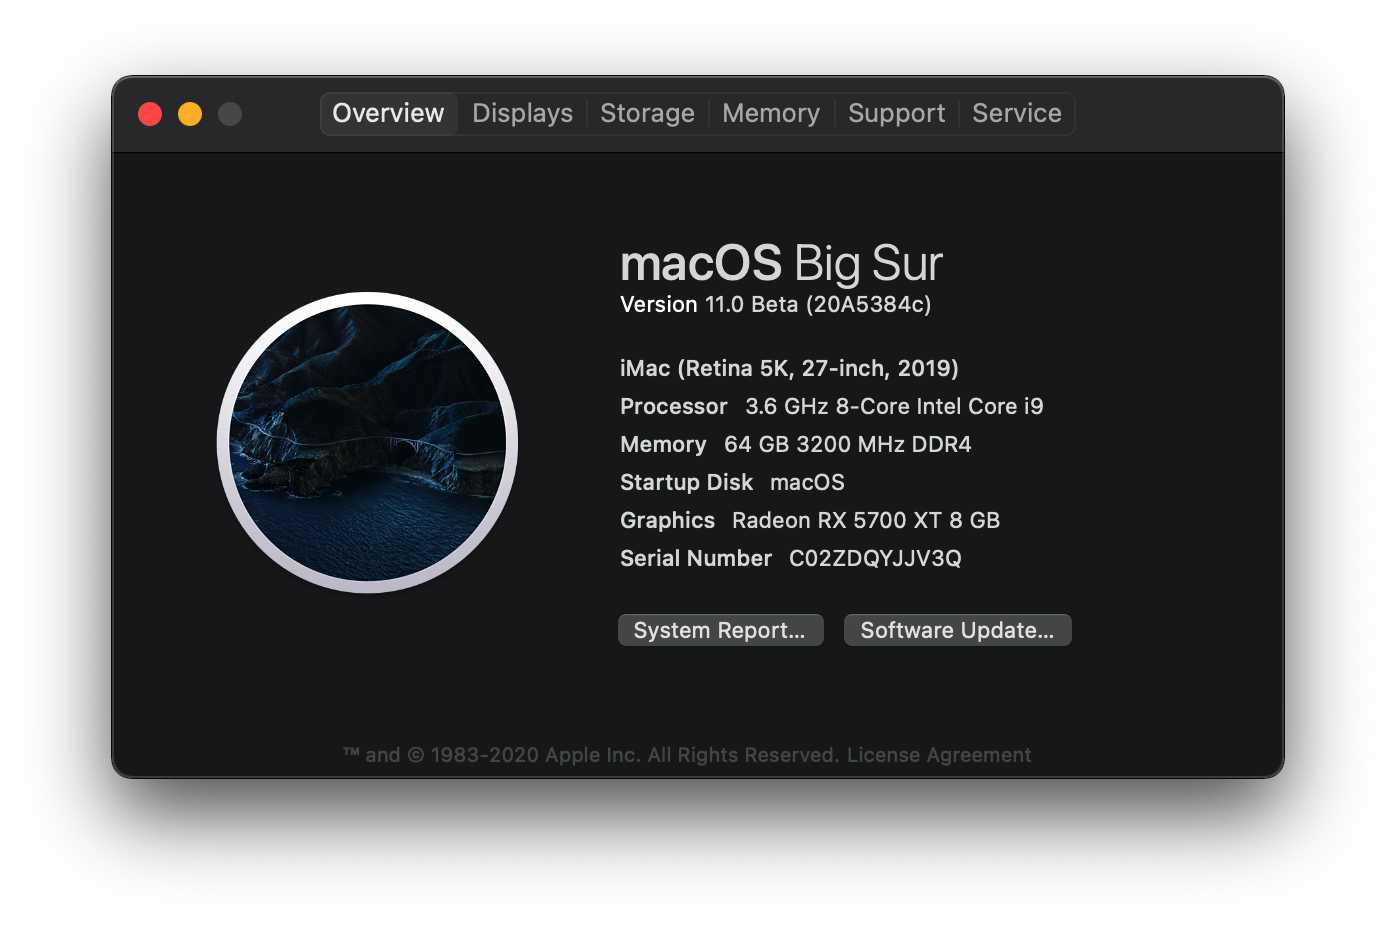 Overview Displays Storage Memory Support Service
macOS Big Sur
Version 11.0 Beta (20A5384c)
iMac (Retina 5K, 27-inch, 2019)
Processor 3.6 GHz 8-Core Intel Core i9
Memory 64 GB 3200 MHz DDR4
Startup Disk macOS
Graphics Radeon RX 5700 XT 8 GB
Serial Number C02ZDQYJJV3Q
System Report... Software Update...
™ and © 1983-2020 Apple Inc. All Rights Reserved. License Agreement